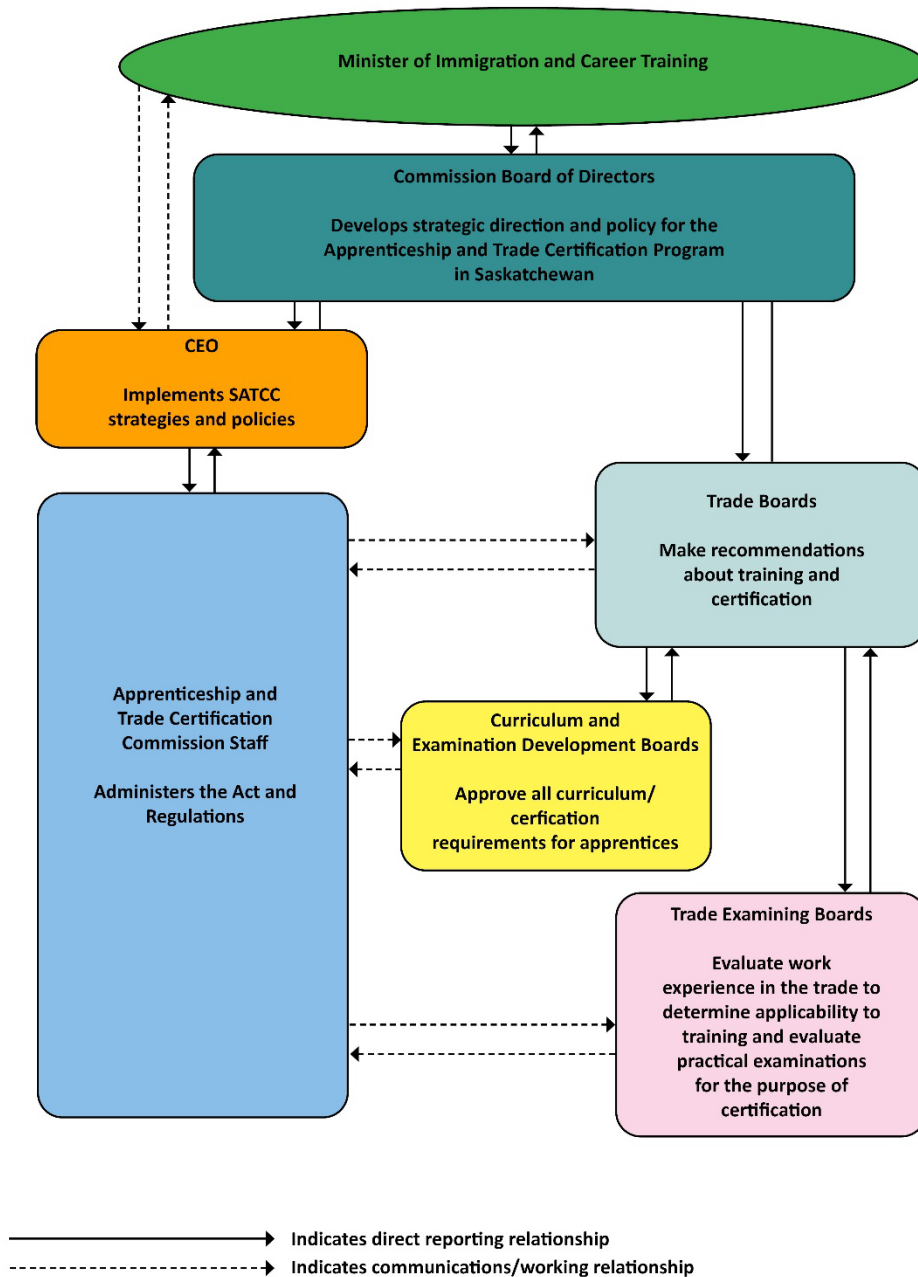 Minister of Immigration and Career Training
Commission Board of Directors
Develops strategic direction and policy for the
Apprenticeship and Trade Certification Program
in Saskatchewan
CEO
Implements SATCC
strategies and policies
Trade Boards
Make recommendations
about training and
certification
Apprenticeship and
Trade Certification
Commission Staff
Administers the Act and
Regulations
Curriculum and
Examination Development Boards
Approve all curriculum/
cerfication
requirements for apprentices
Trade Examining Boards
Evaluate work
experience in the trade to
determine applicability to
training and evaluate
practical examinations
for the purpose of
certification
Indicates direct reporting relationship
Indicates communications/working relationship